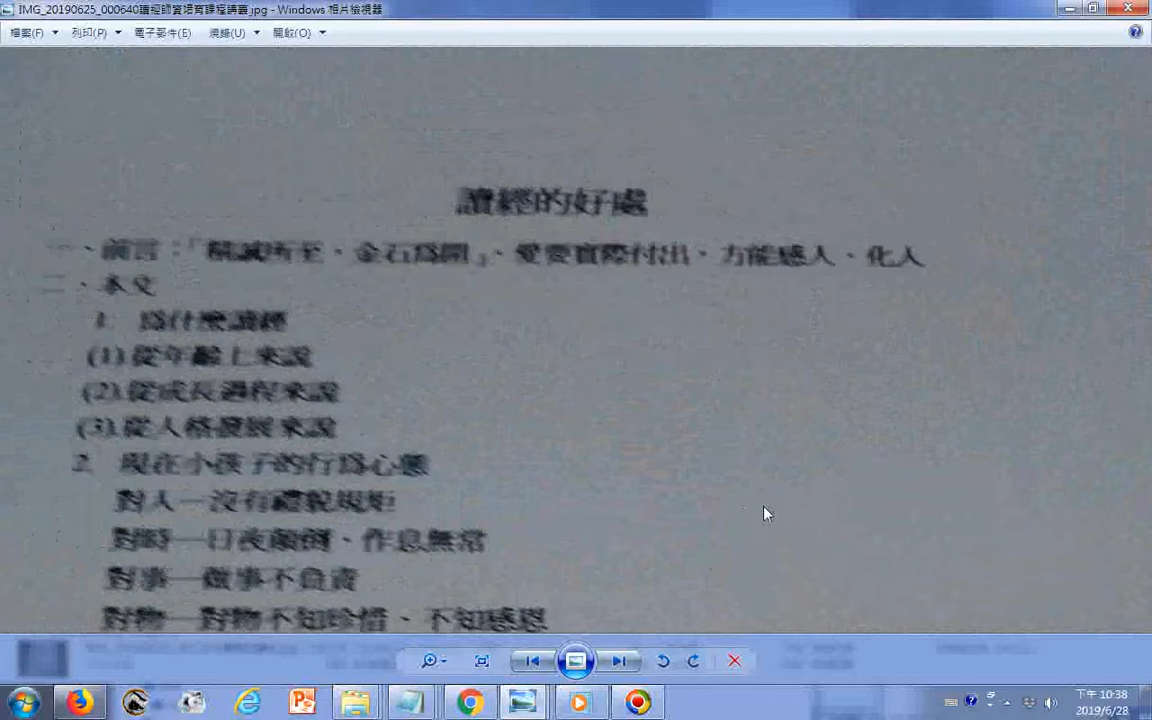 IMG_20190625_000640讀經師資培育課程講義.jpg - Windows 相片檢視器
檔案(F) 列印(P) 電子郵件(E) 燒錄(U) 開啟(O)
讀經的好處
一、前言：「精誠所至，金石為開」、愛要實際付出，方能感人、化人
二、本文
1. 為什麼讀經
(1).從年齡上來說
(2).從成長過程來說
(3).從人格發展來說
2. 現在小孩子的行為心態
對人—沒有禮貌規矩
對時—日夜顛倒、作息無常
對事—做事不負責
對物—對物不知珍惜、不知感恩
下午 10:38
2019/6/28